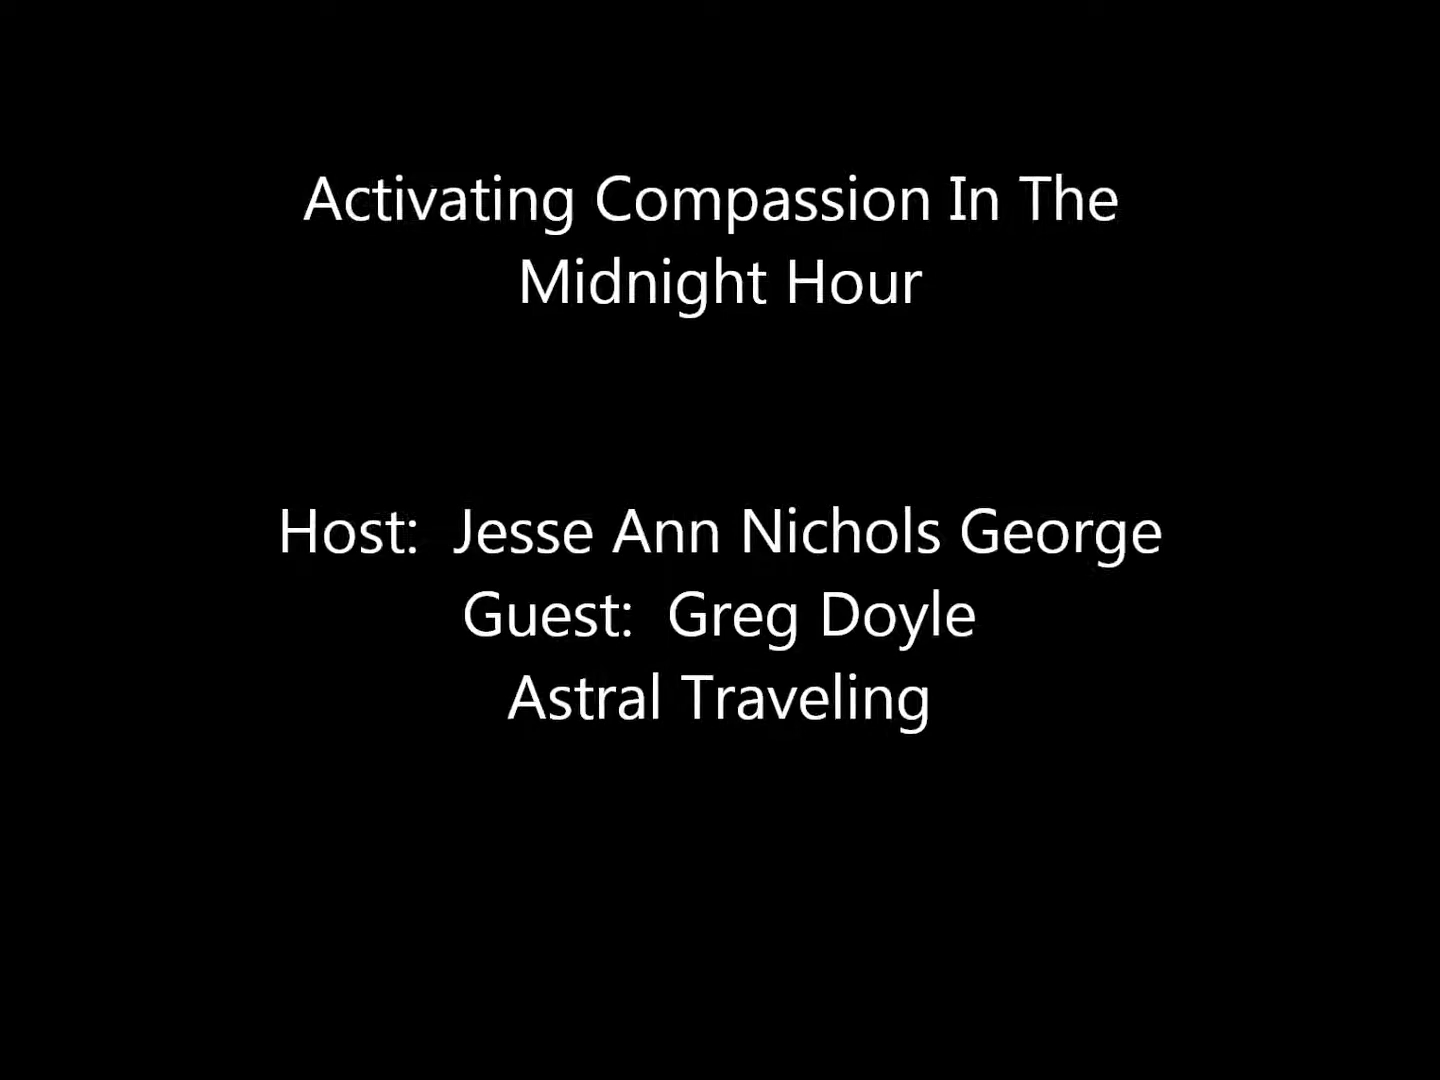 Activating Compassion In The
Midnight Hour
Host:  Jesse Ann Nichols George
Guest:  Greg Doyle
Astral Traveling